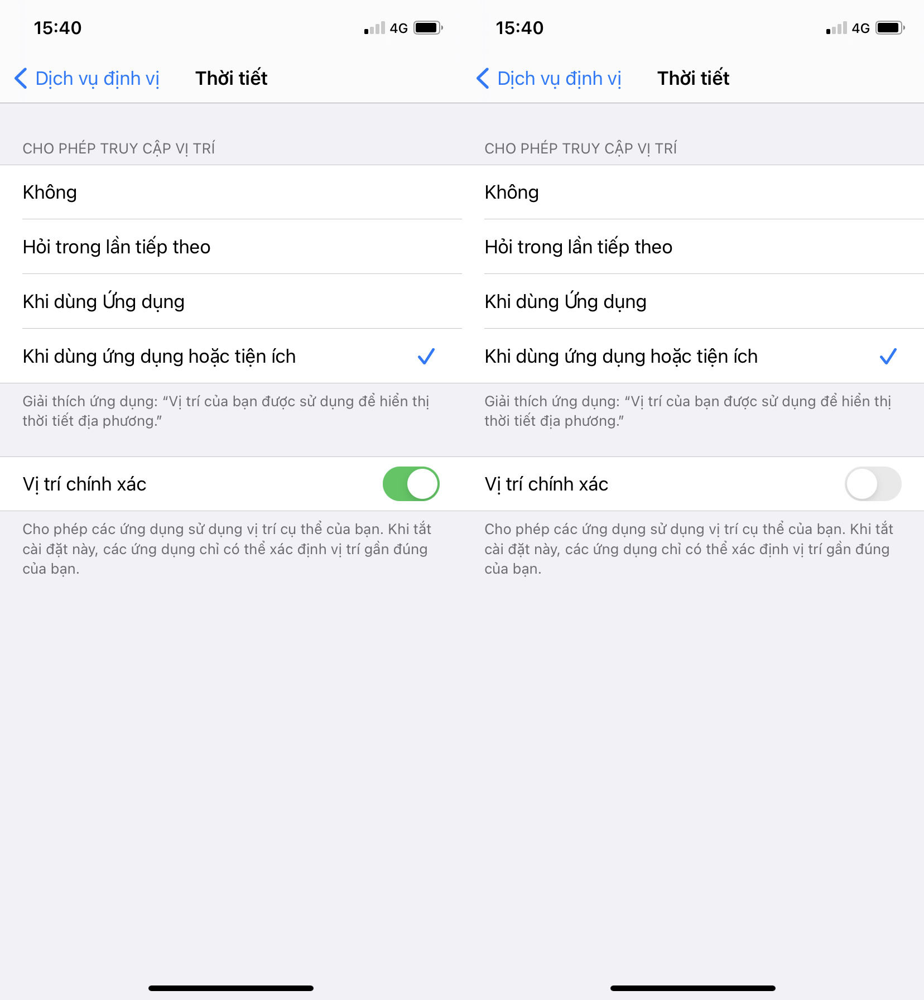 15:40 4G
Dịch vụ định vị Thời tiết
CHO PHÉP TRUY CẬP VỊ TRÍ
Không
Hỏi trong lần tiếp theo
Khi dùng Ứng dụng
Khi dùng ứng dụng hoặc tiện ích
Giải thích ứng dụng: “Vị trí của bạn được sử dụng để hiển thị
thời tiết địa phương.”
Vị trí chính xác
Cho phép các ứng dụng sử dụng vị trí cụ thể của bạn. Khi tắt
cài đặt này, các ứng dụng chỉ có thể xác định vị trí gần đúng
của bạn.
15:40 4G
Dịch vụ định vị Thời tiết
CHO PHÉP TRUY CẬP VỊ TRÍ
Không
Hỏi trong lần tiếp theo
Khi dùng Ứng dụng
Khi dùng ứng dụng hoặc tiện ích
Giải thích ứng dụng: “Vị trí của bạn được sử dụng để hiển thị
thời tiết địa phương.”
Vị trí chính xác
Cho phép các ứng dụng sử dụng vị trí cụ thể của bạn. Khi tắt
cài đặt này, các ứng dụng chỉ có thể xác định vị trí gần đúng
của bạn.